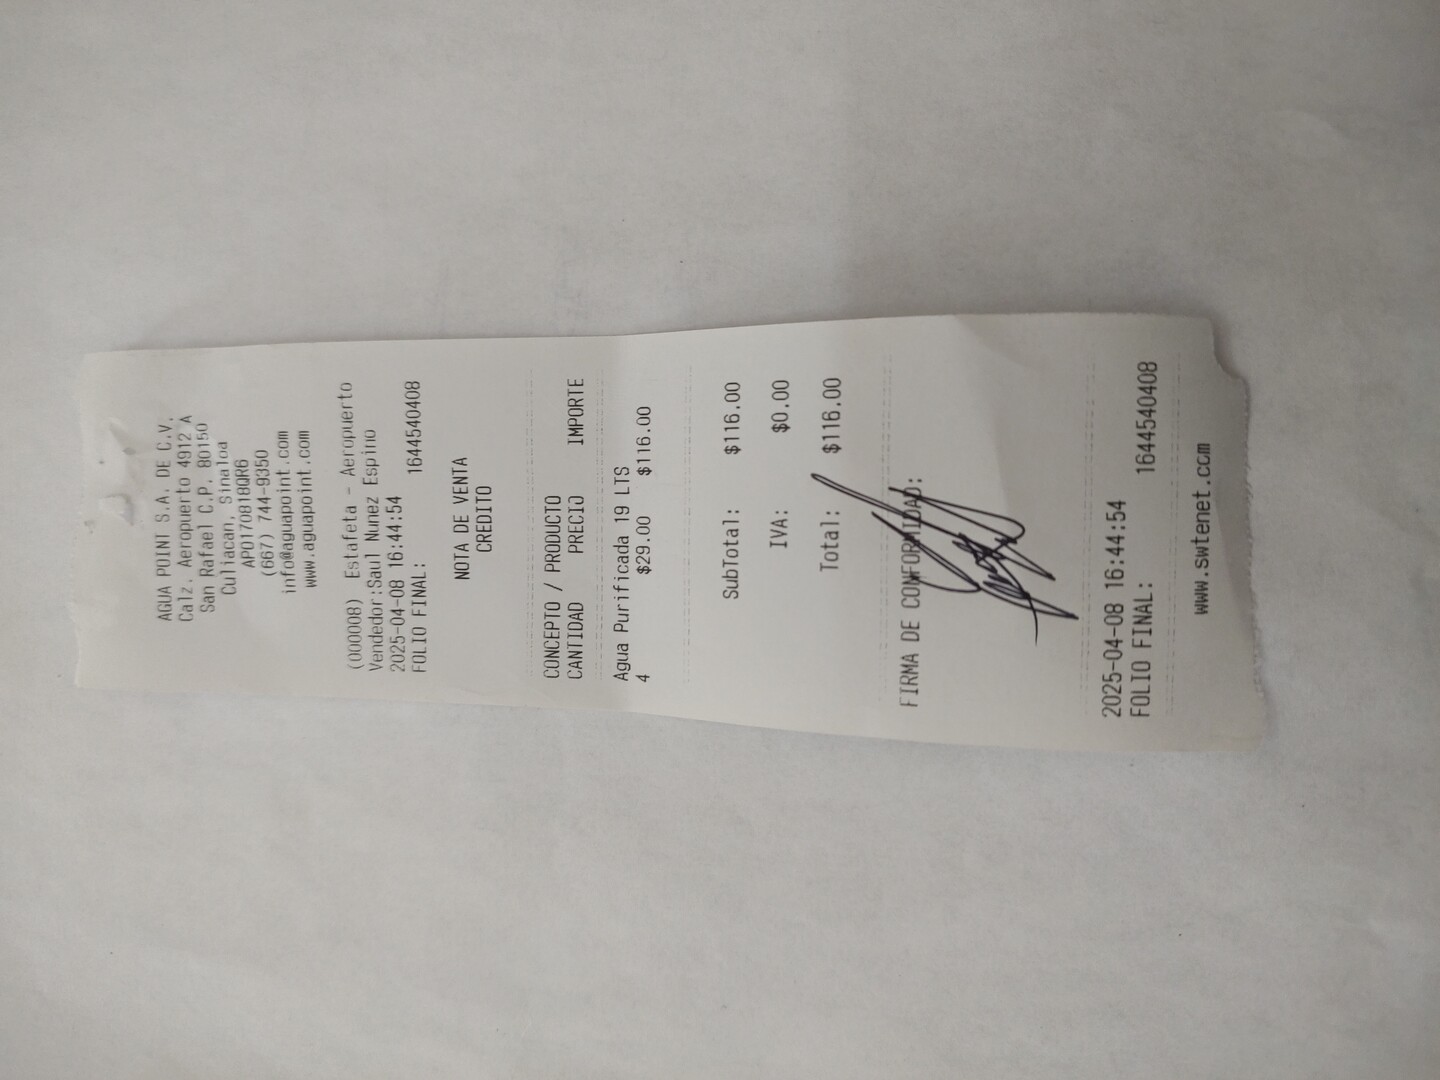 AGUA POINT S.A. DE C.V.
Calz. Aeropuerto 4912 A
San Rafael C.P. 80150
Culiacan, Sinaloa
APO170818QR6
(667) 744-9350
info@aguapoint.com
www.aguapoint.com
(000008) Estafeta - Aeropuerto
Vendedor:Saul Nunez Espino
2025-04-08 16:44:54
FOLIO FINAL: 1644540408
NOTA DE VENTA
CREDITO
CONCEPTO / PRODUCTO
CANTIDAD PRECIO IMPORTE
Agua Purificada 19 LTS
4 $29.00 $116.00
SubTotal: $116.00
IVA: $0.00
Total: $116.00
FIRMA DE CONFORMIDAD:
2025-04-08 16:44:54
FOLIO FINAL: 1644540408
www.swtenet.com